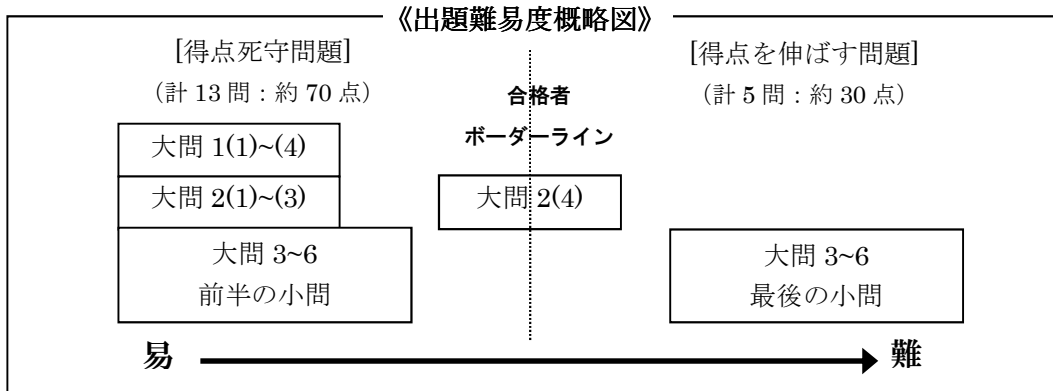 《出題難易度概略図》
[得点死守問題]
（計 13 問：約 70 点）
大問 1(1)~(4)
大問 2(1)~(3)
大問 3~6
前半の小問
合格者
ボーダーライン
大問 2(4)
[得点を伸ばす問題]
（計 5 問：約 30 点）
大問 3~6
最後の小問
易
難